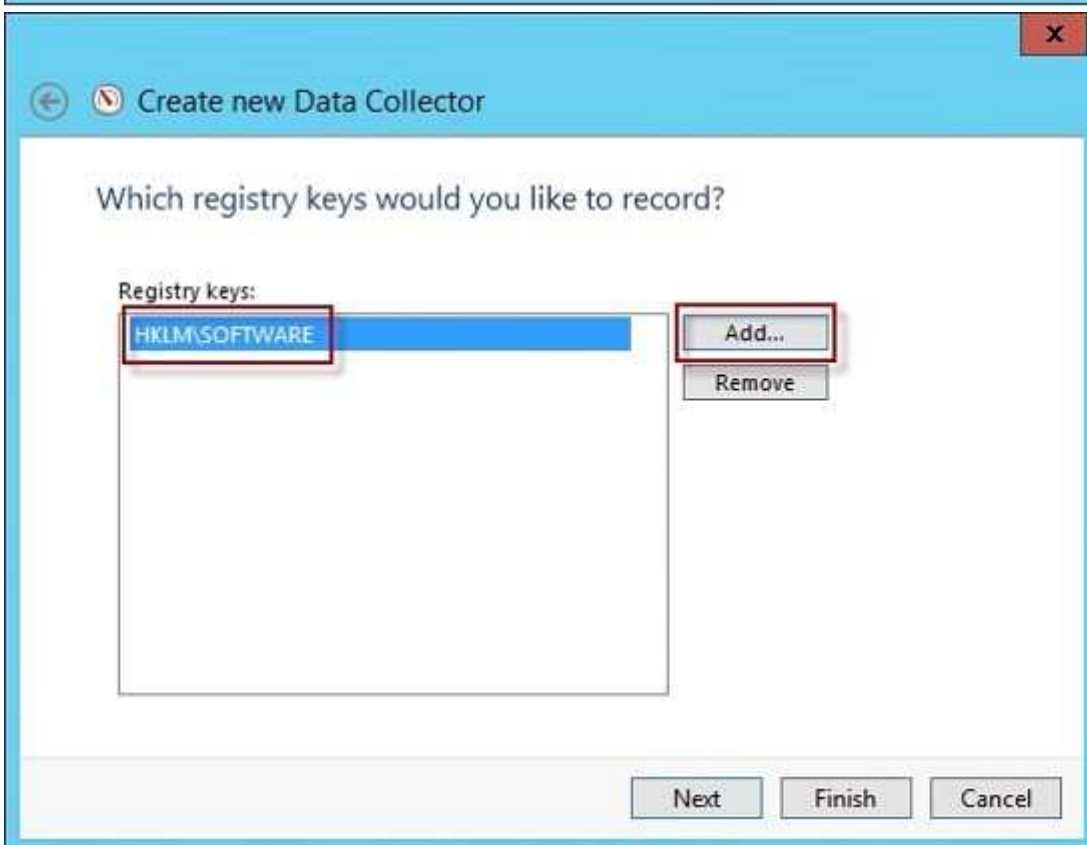 x
Create new Data Collector
Which registry keys would you like to record?
Registry keys:
HKLM\SOFTWARE
Add...
Remove
Next Finish Cancel